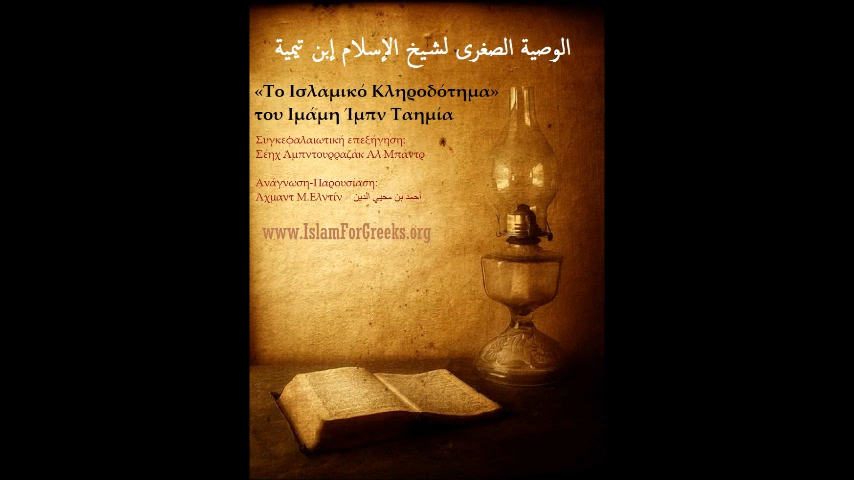 الوصية الصغرى لشيخ الإسلام إبن تيمية
«Το Ισλαμικό Κληροδότημα»
του Ιμάμη Ίμπν Ταημία
Συγκεφαλαιωτική επεξήγηση:
Σέηχ Αμπντουρραζάκ Αλ Μπάντρ
Ανάγνωση-Παρουσίαση:
Αχμαντ Μ.Ελντίν أحمد بن محيي الدين
www.IslamForGreeks.org